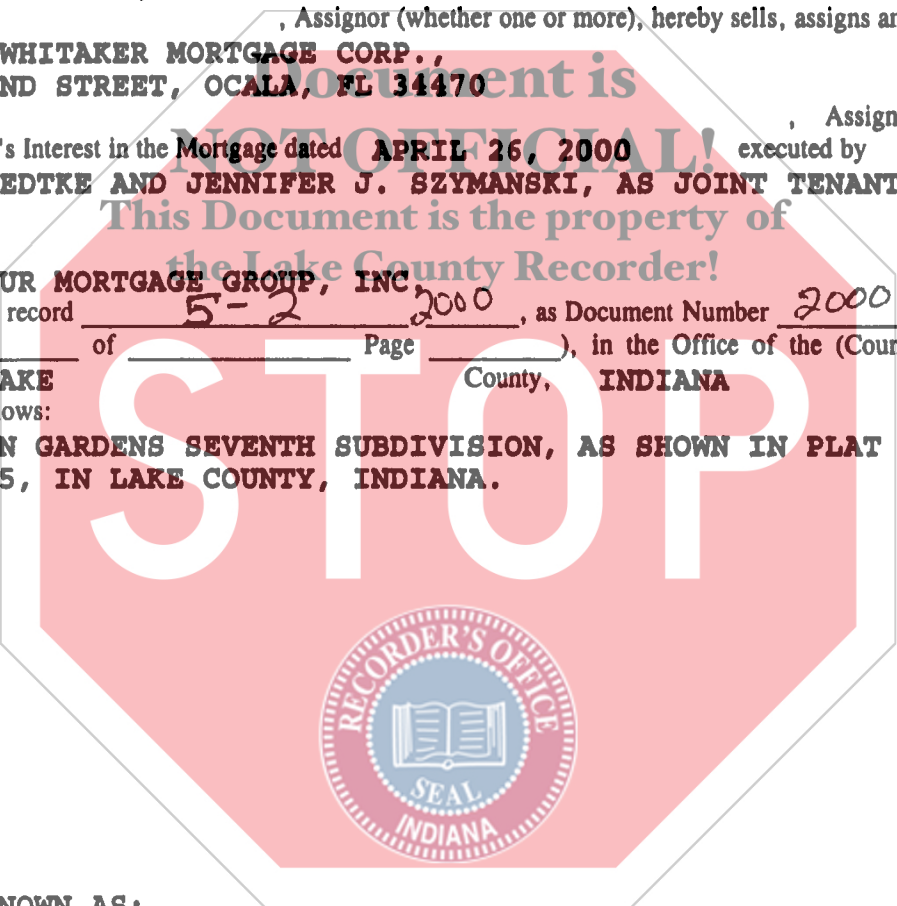 , Assignor (whether one or more), hereby sells, assigns an
WHITAKER MORTGAGE CORP.,
ND STREET, OCALA, FL 34470
Document is
, Assign
NOT OFFICIAL!
's Interest in the Mortgage dated APRIL 26, 2000 executed by
EDTKE AND JENNIFER J. SZYMANSKI, AS JOINT TENANT
This Document is the property of
the Lake County Recorder!
UR MORTGAGE GROUP, INC.
record 5-2 2000, as Document Number 2000
of Page ), in the Office of the (Coun
AKE County, INDIANA
ows:
N GARDENS SEVENTH SUBDIVISION, AS SHOWN IN PLAT
5, IN LAKE COUNTY, INDIANA.
STOP
RECORDER'S OFFICE
SEAL
INDIANA
NOWN AS: